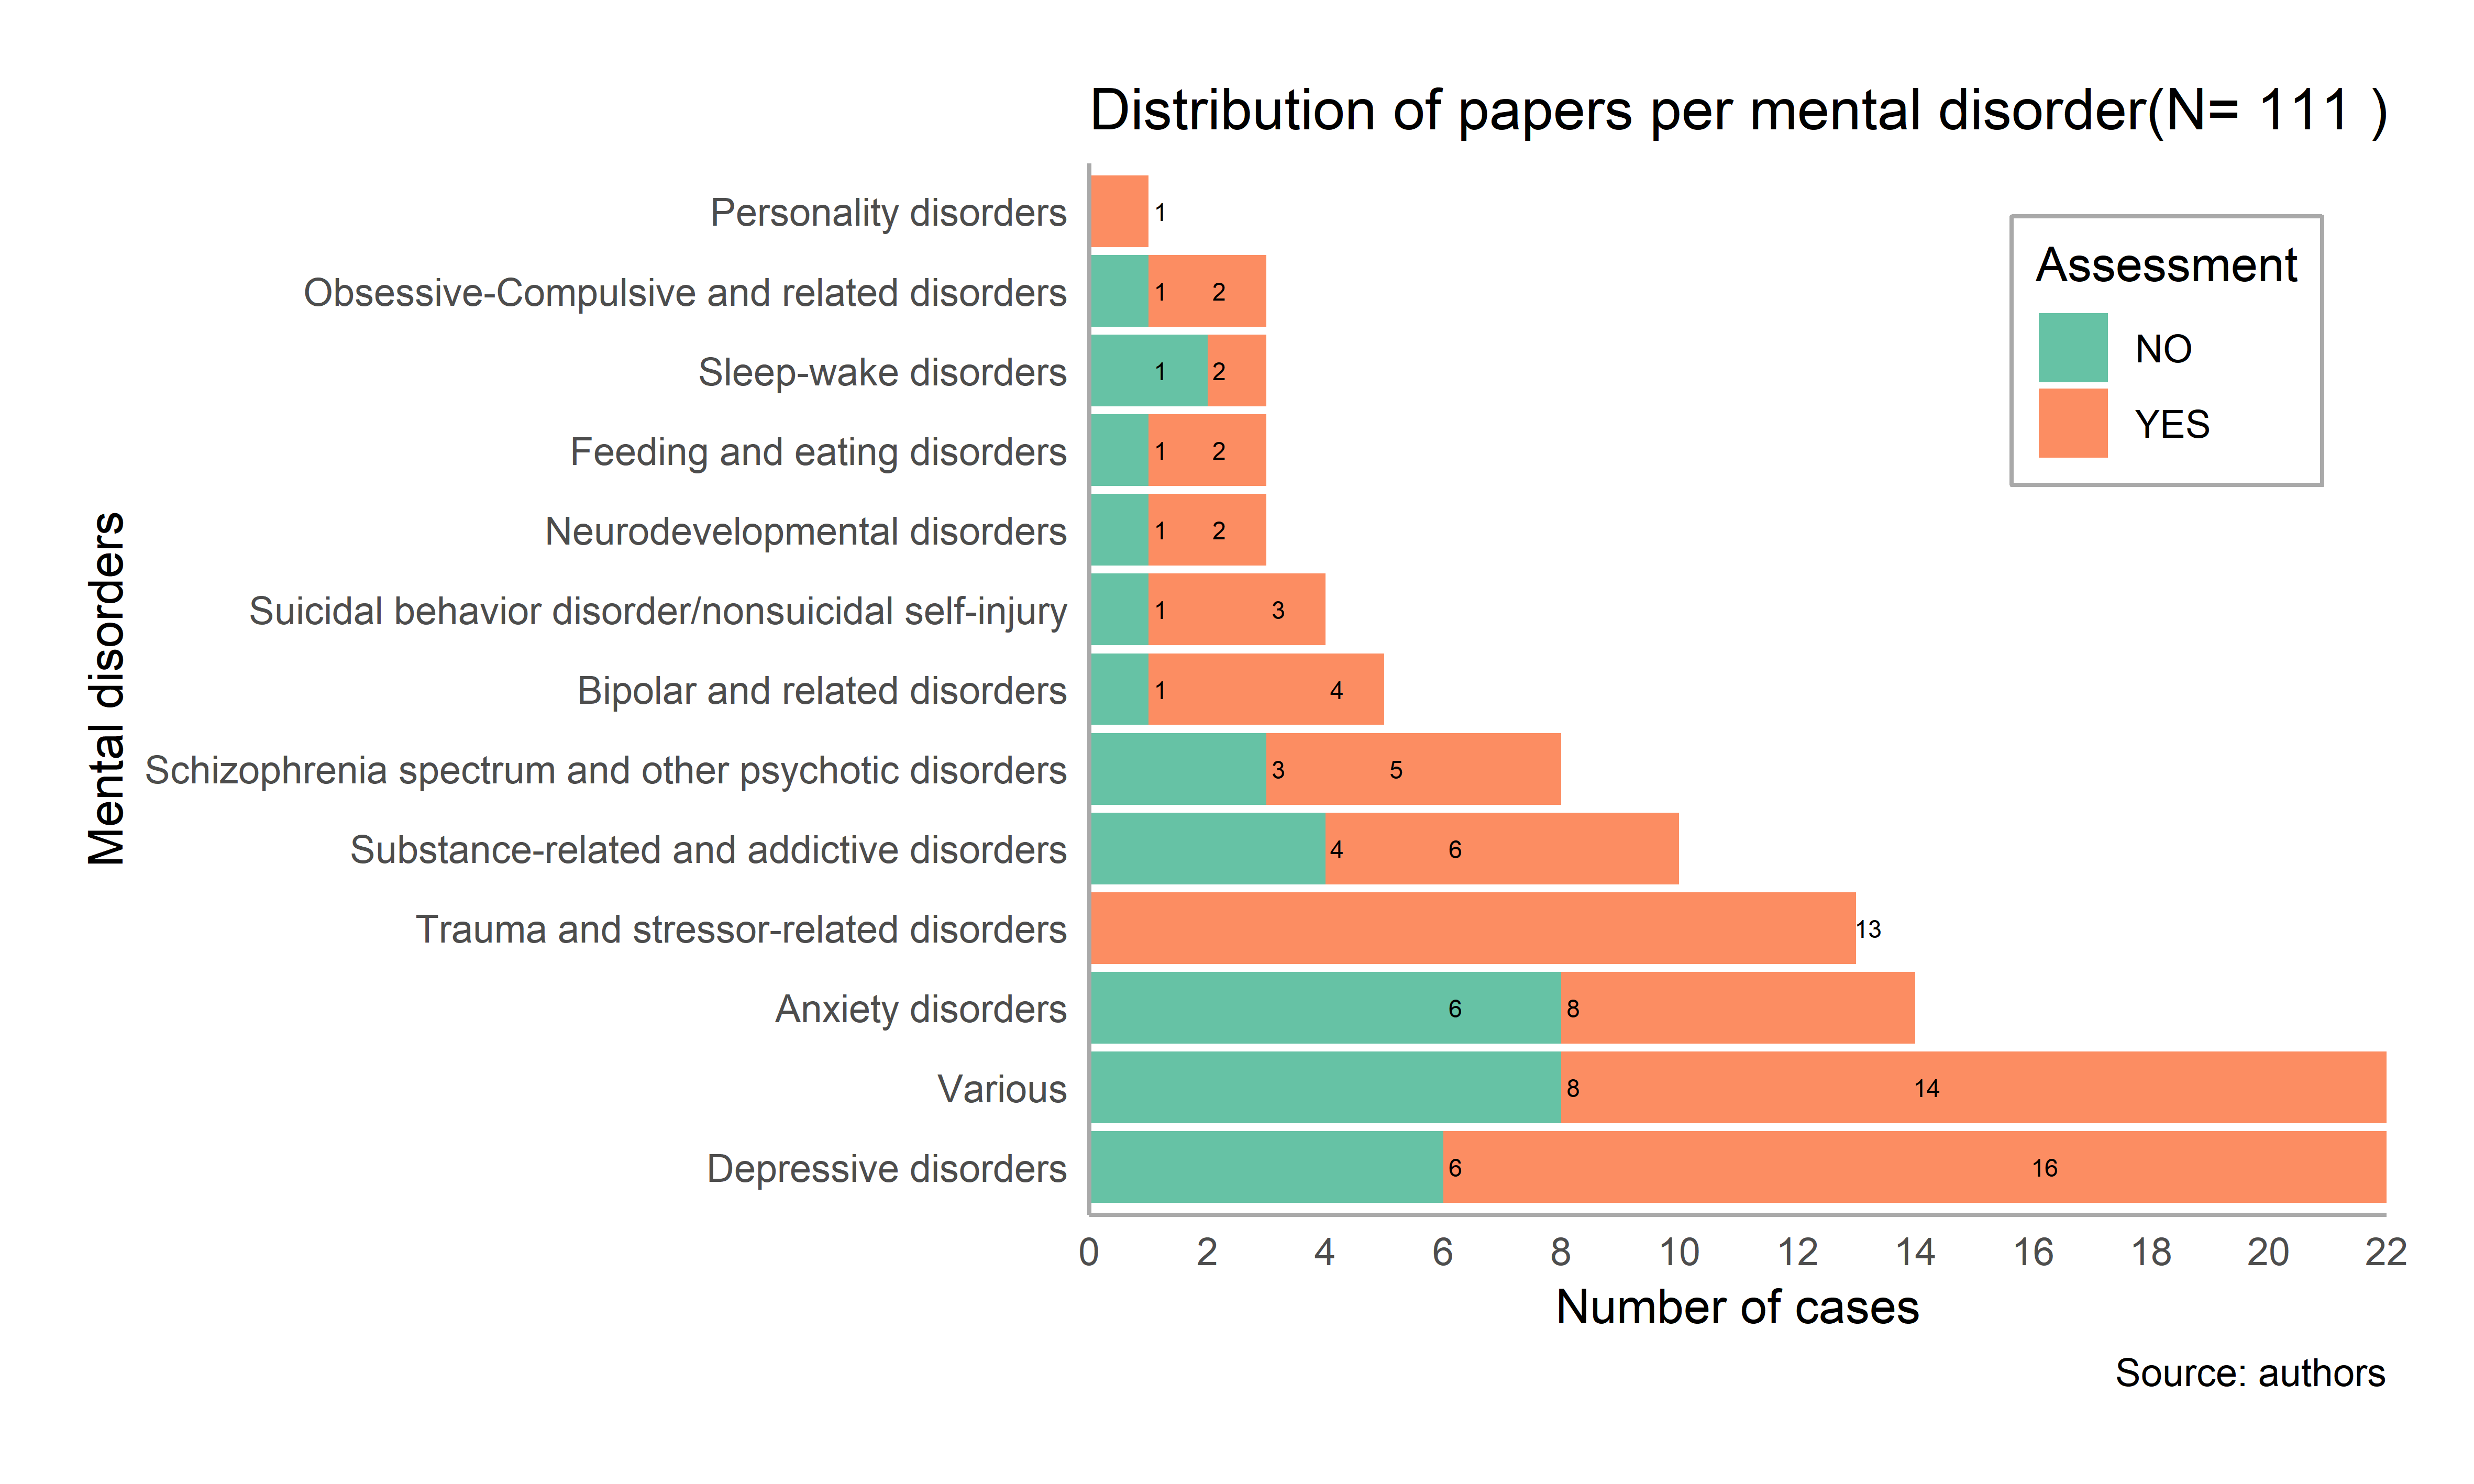 Distribution of papers per mental disorder(N= 111 )
Personality disorders 1
Obsessive-Compulsive and related disorders 1 2
Sleep-wake disorders 1 2
Feeding and eating disorders 1 2
Neurodevelopmental disorders 1 2
Suicidal behavior disorder/nonsuicidal self-injury 1 3
Bipolar and related disorders 1 4
Schizophrenia spectrum and other psychotic disorders 3 5
Substance-related and addictive disorders 4 6
Trauma and stressor-related disorders 13
Anxiety disorders 6 8
Various 8 14
Depressive disorders 6 16
Mental disorders
Assessment
NO
YES
0 2 4 6 8 10 12 14 16 18 20 22
Number of cases
Source: authors